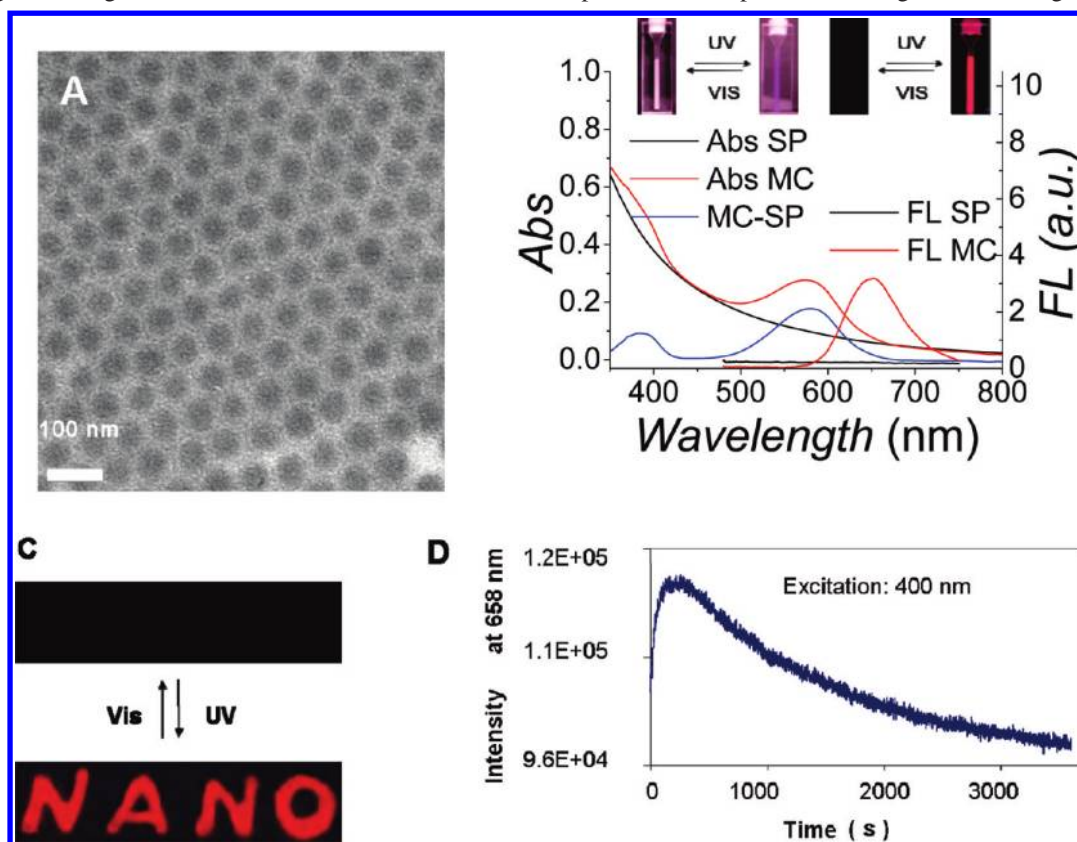 A
100 nm
UV
VIS
UV
VIS
1.0
0.8
0.6
0.4
0.2
0.0
Abs
Abs SP
Abs MC
MC-SP
FL SP
FL MC
10
8
6
4
2
0
FL (a.u.)
400 500 600 700 800
Wavelength (nm)
C
Vis UV
NANO
D
Intensity at 658 nm
1.2E+05
1.1E+05
9.6E+04
Excitation: 400 nm
0 1000 2000 3000
Time ( s )